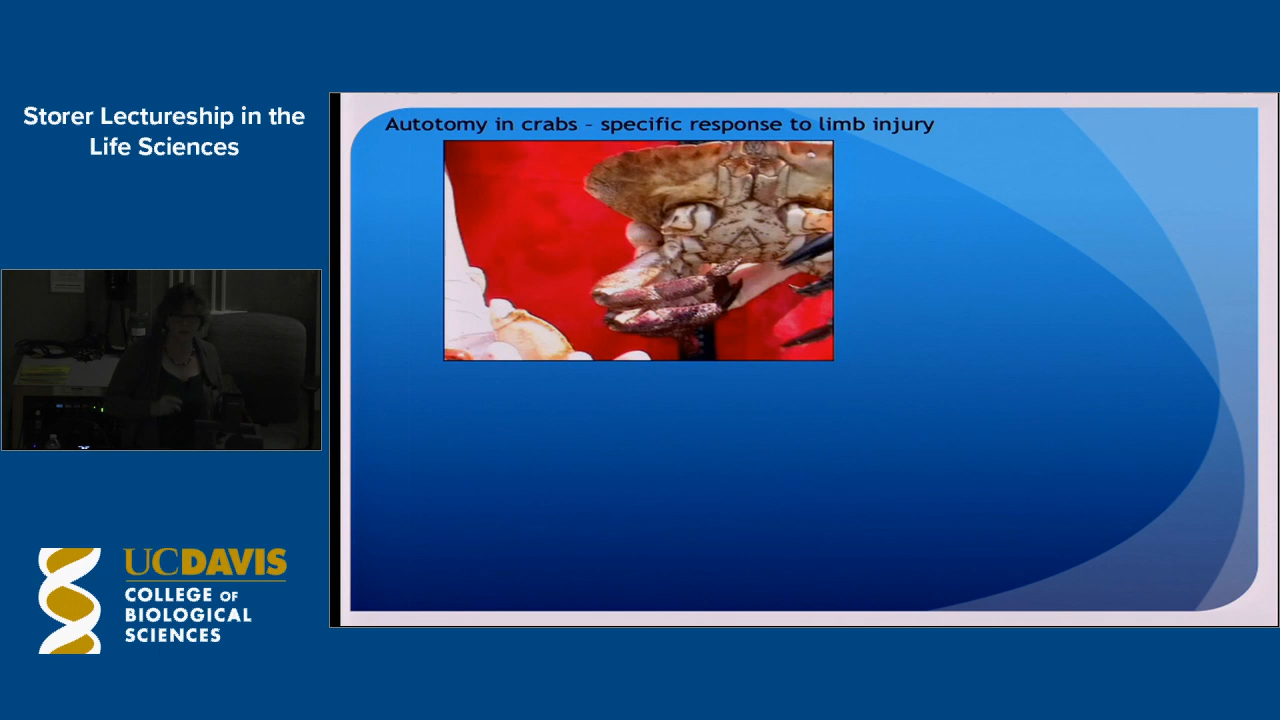 Storer Lectureship in the
Life Sciences
Autotomy in crabs - specific response to limb injury
UCDAVIS
COLLEGE OF
BIOLOGICAL
SCIENCES